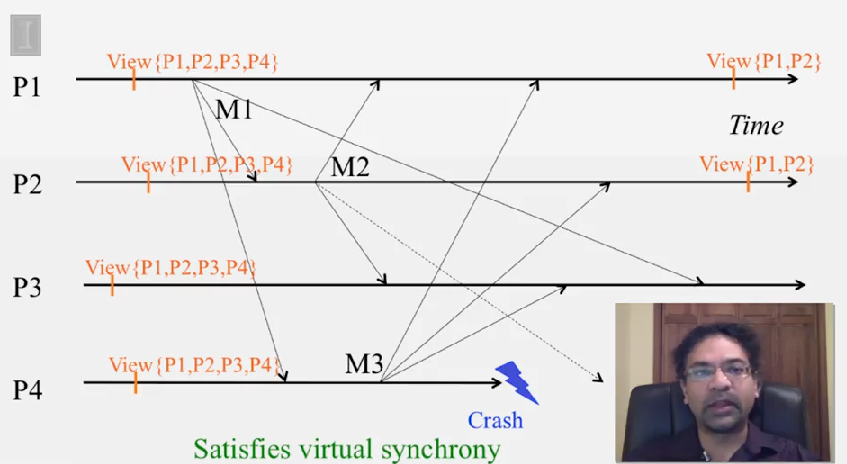 View{P1,P2,P3,P4}
View{P1,P2}
P1
M1
Time
View{P1,P2,P3,P4}
View{P1,P2}
M2
P2
View{P1,P2,P3,P4}
P3
View{P1,P2,P3,P4}
M3
P4
Crash
Satisfies virtual synchrony